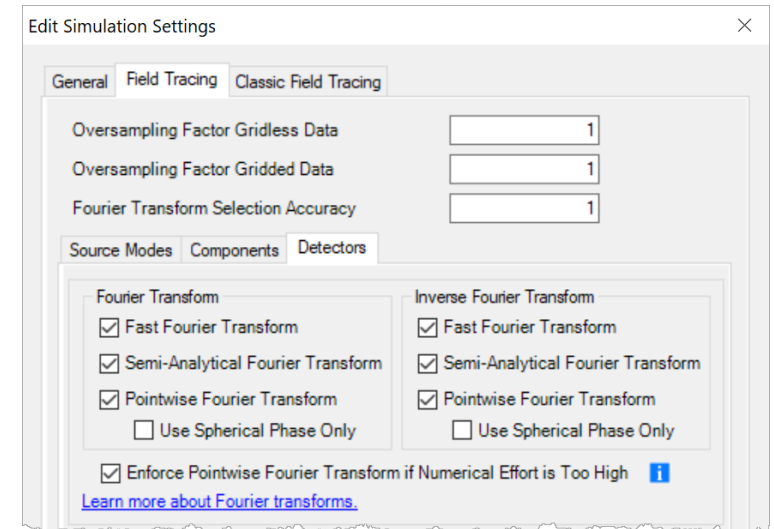 Edit Simulation Settings
General Field Tracing Classic Field Tracing
Oversampling Factor Gridless Data 1
Oversampling Factor Gridded Data 1
Fourier Transform Selection Accuracy 1
Source Modes Components Detectors
Fourier Transform Inverse Fourier Transform
Fast Fourier Transform Fast Fourier Transform
Semi-Analytical Fourier Transform Semi-Analytical Fourier Transform
Pointwise Fourier Transform Pointwise Fourier Transform
Use Spherical Phase Only Use Spherical Phase Only
Enforce Pointwise Fourier Transform if Numerical Effort is Too High i
Learn more about Fourier transforms.